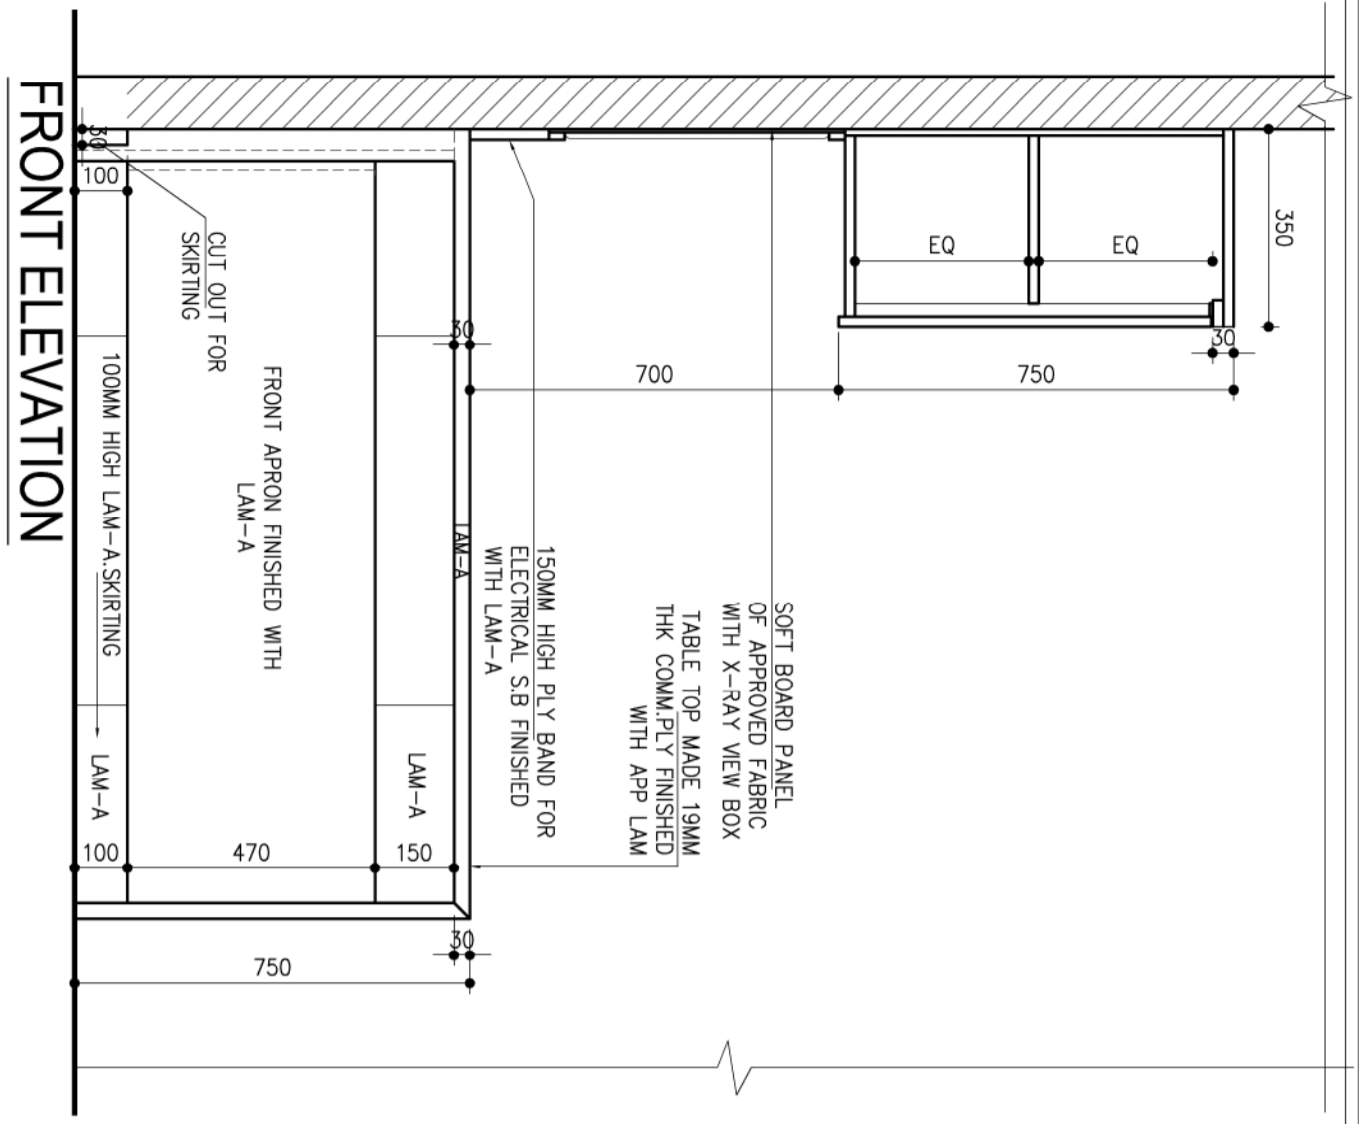 350
EQ
EQ
30
750
700
SOFT BOARD PANEL
OF APPROVED FABRIC
WITH X-RAY VIEW BOX
TABLE TOP MADE 19MM
THK COMM.PLY FINISHED
WITH APP LAM
150MM HIGH PLY BAND FOR
ELECTRICAL S.B FINISHED
WITH LAM-A
30
LAM-A
LAM-A
FRONT APRON FINISHED WITH
LAM-A
CUT OUT FOR
SKIRTING
30
100
100MM HIGH LAM-A.SKIRTING
LAM-A
100
470
150
30
750
FRONT ELEVATION